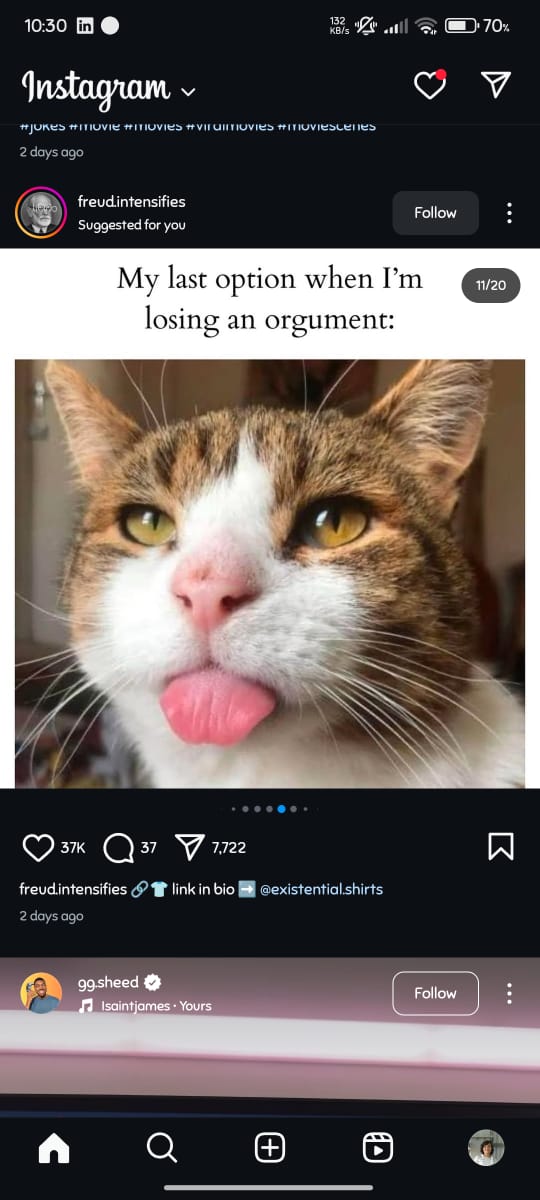 10:30
132
KB/s
70%
Instagram
#jokes #movie #movies #viralmovies #moviescenes
2 days ago
freud.intensifies
Suggested for you
Follow
My last option when I'm
losing an orgument:
11/20
37K
37
7,722
freud.intensifies 🔗👕 link in bio ➡️ @existential.shirts
2 days ago
gg.sheed
Isaintjames · Yours
Follow